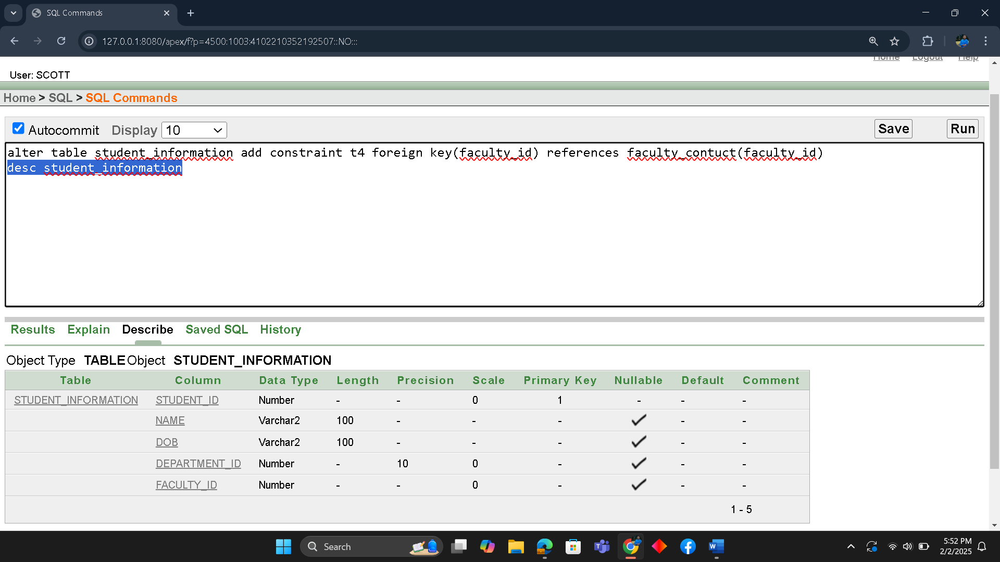 SQL Commands
127.0.0.1:8080/apex/f?p=4500:1003:4102210352192507::NO:::
Home Logout Help
User: SCOTT
Home > SQL > SQL Commands
Autocommit Display 10 Save Run
alter table student_information add constraint t4 foreign key(faculty_id) references faculty_contuct(faculty_id)
desc student_information
Results Explain Describe Saved SQL History
Object Type TABLE Object STUDENT_INFORMATION
Table Column Data Type Length Precision Scale Primary Key Nullable Default Comment
STUDENT_INFORMATION STUDENT_ID Number - - 0 1 - - -
NAME Varchar2 100 - - - - -
DOB Varchar2 100 - - - - -
DEPARTMENT_ID Number - 10 0 - - -
FACULTY_ID Number - - 0 - - -
1 - 5
Search 5:52 PM
2/2/2025